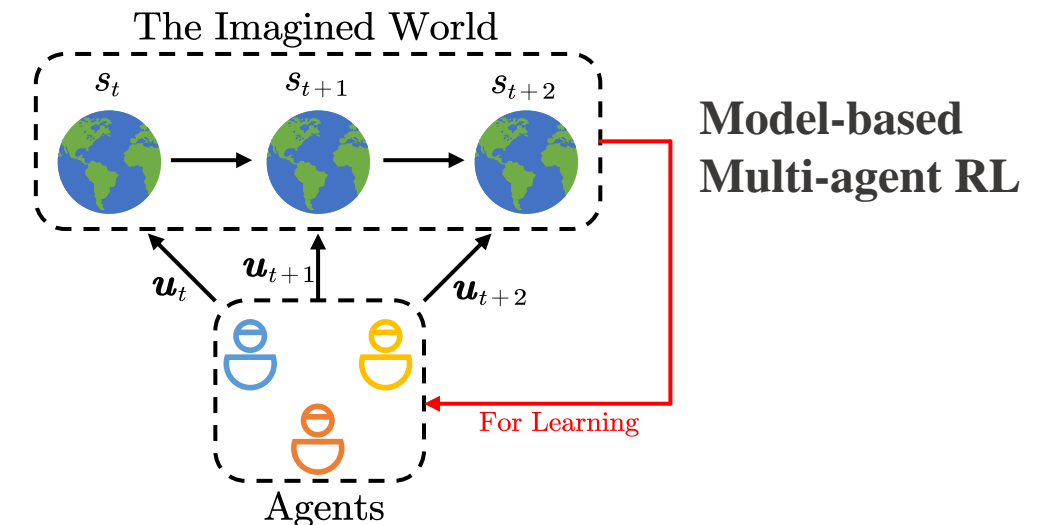 The Imagined World
s_t s_{t+1} s_{t+2}
Model-based
Multi-agent RL
u_t u_{t+1} u_{t+2}
For Learning
Agents